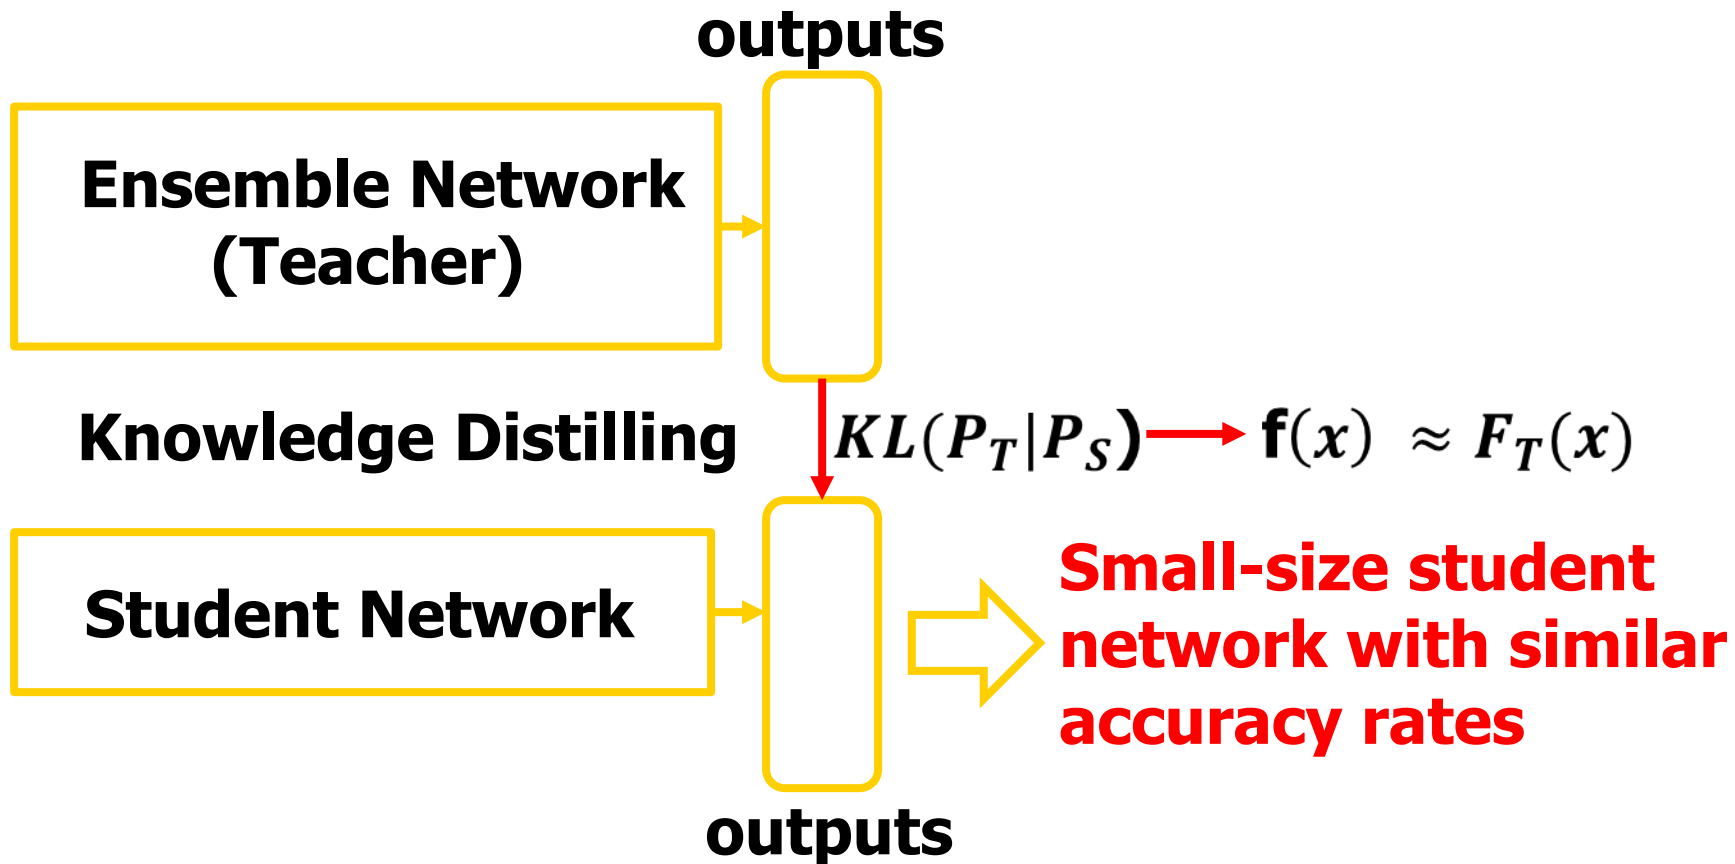 outputs
Ensemble Network
(Teacher)
Knowledge Distilling
KL(P_T|P_S) f(x) ≈ F_T(x)
Student Network
Small-size student
network with similar
accuracy rates
outputs